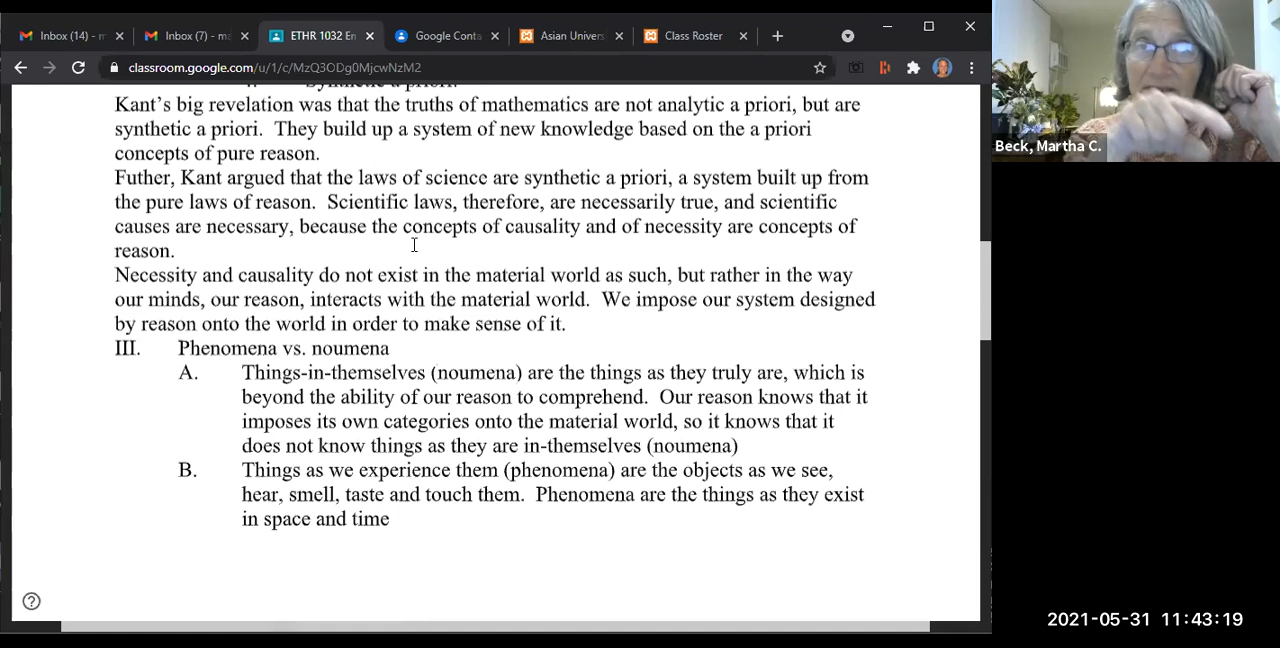 Inbox (14) - m
Inbox (7) - ma
ETHR 1032 En
Google Conta
Asian Univers
Class Roster
classroom.google.com/u/1/c/MzQ3ODg0MjcwNzM2
Synthetic a priori.
Kant’s big revelation was that the truths of mathematics are not analytic a priori, but are
synthetic a priori. They build up a system of new knowledge based on the a priori
concepts of pure reason.
Futher, Kant argued that the laws of science are synthetic a priori, a system built up from
the pure laws of reason. Scientific laws, therefore, are necessarily true, and scientific
causes are necessary, because the concepts of causality and of necessity are concepts of
reason.
Necessity and causality do not exist in the material world as such, but rather in the way
our minds, our reason, interacts with the material world. We impose our system designed
by reason onto the world in order to make sense of it.
III. Phenomena vs. noumena
A. Things-in-themselves (noumena) are the things as they truly are, which is
beyond the ability of our reason to comprehend. Our reason knows that it
imposes its own categories onto the material world, so it knows that it
does not know things as they are in-themselves (noumena)
B. Things as we experience them (phenomena) are the objects as we see,
hear, smell, taste and touch them. Phenomena are the things as they exist
in space and time
Beck, Martha C.
2021-05-31 11:43:19